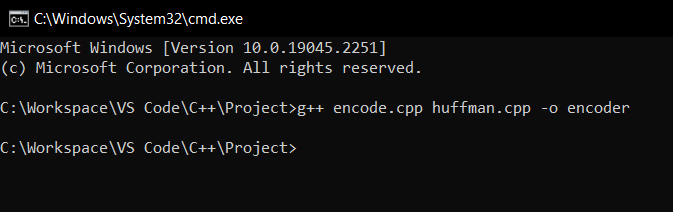 C:\Windows\System32\cmd.exe
Microsoft Windows [Version 10.0.19045.2251]
(c) Microsoft Corporation. All rights reserved.
C:\Workspace\VS Code\C++\Project>g++ encode.cpp huffman.cpp -o encoder
C:\Workspace\VS Code\C++\Project>